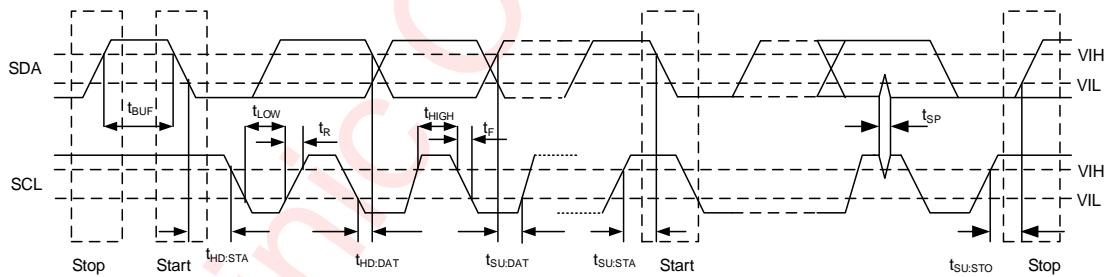 SDA
VIH
VIL
tBUF
tLOW
tR
tHIGH
tF
tSP
SCL
VIH
VIL
tHD:STA
tHD:DAT
tSU:DAT
tSU:STA
tSU:STO
Stop
Start
Start
Stop